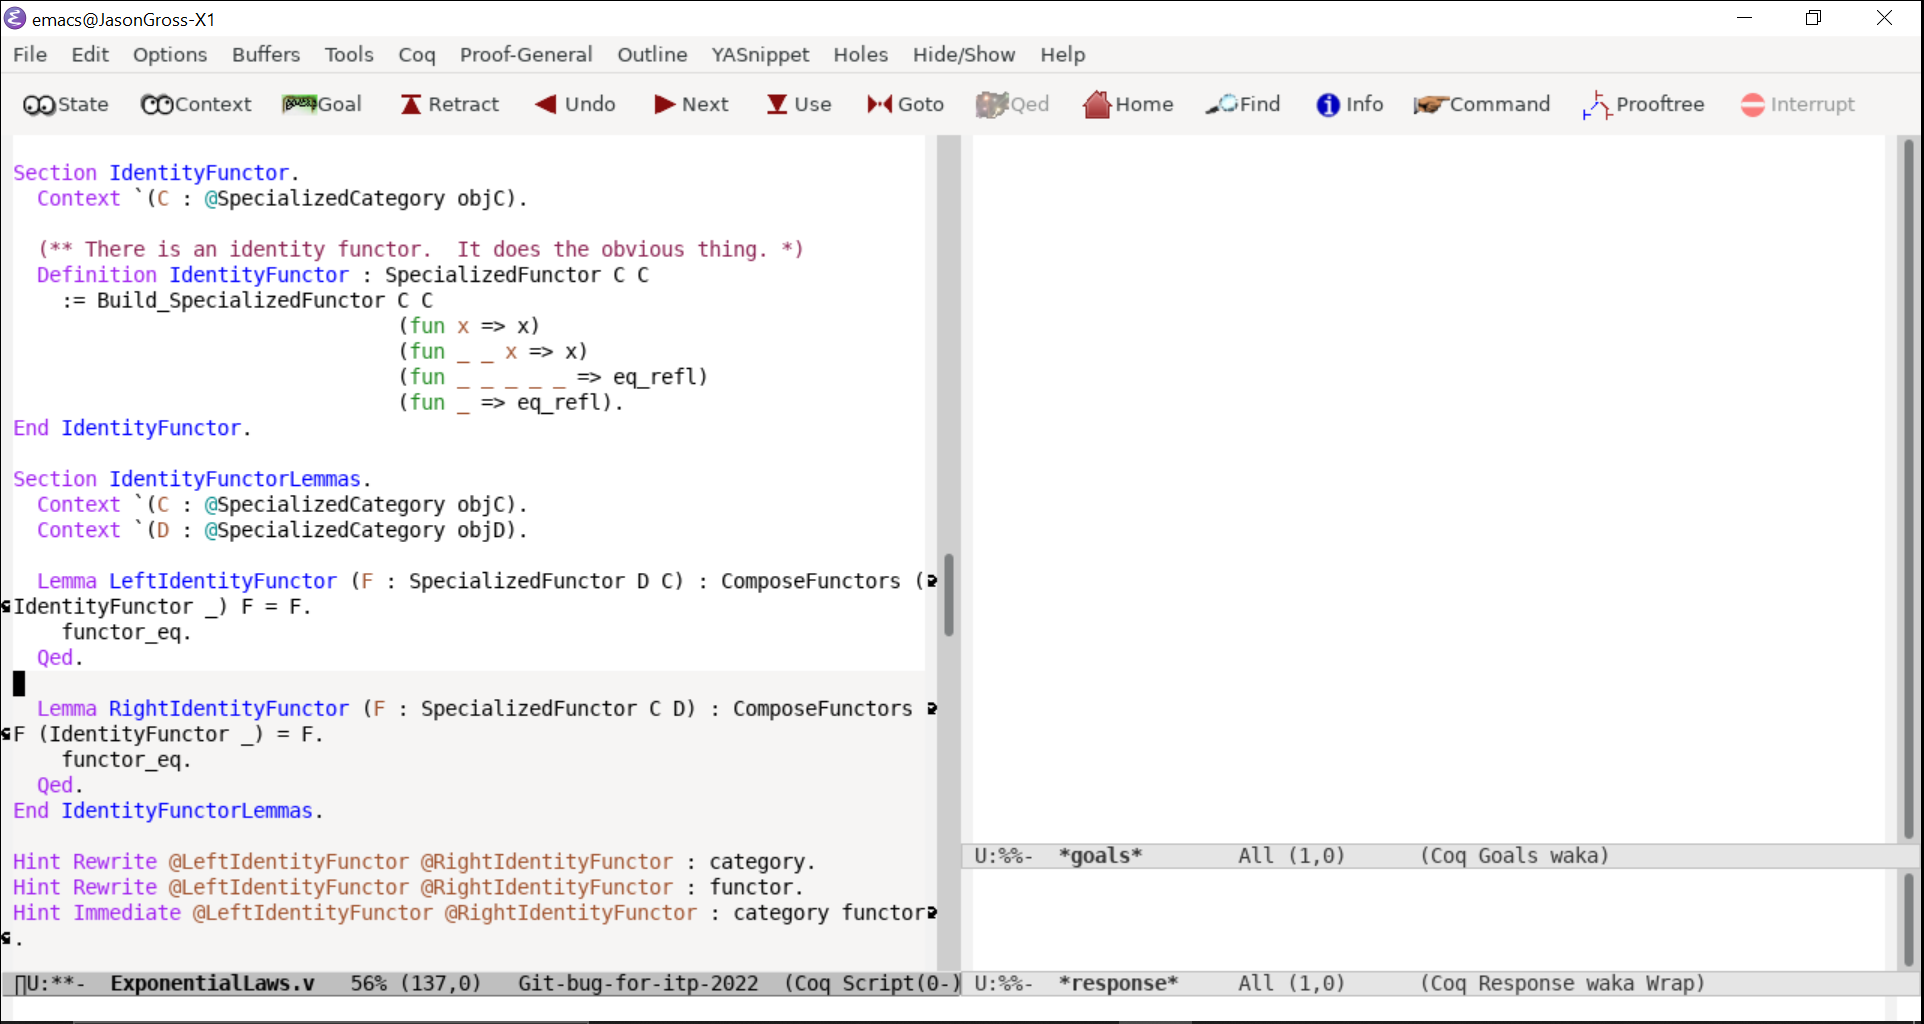 emacs@JasonGross-X1
File Edit Options Buffers Tools Coq Proof-General Outline YASnippet Holes Hide/Show Help
State Context Goal Retract Undo Next Use Goto Qed Home Find Info Command Prooftree Interrupt
Section IdentityFunctor.
  Context `(C : @SpecializedCategory objC).
  (** There is an identity functor.  It does the obvious thing. *)
  Definition IdentityFunctor : SpecializedFunctor C C
    := Build_SpecializedFunctor C C
                                (fun x => x)
                                (fun _ _ x => x)
                                (fun _ _ _ _ _ => eq_refl)
                                (fun _ => eq_refl).
End IdentityFunctor.
Section IdentityFunctorLemmas.
  Context `(C : @SpecializedCategory objC).
  Context `(D : @SpecializedCategory objD).
  Lemma LeftIdentityFunctor (F : SpecializedFunctor D C) : ComposeFunctors (
IdentityFunctor _) F = F.
    functor_eq.
  Qed.
  Lemma RightIdentityFunctor (F : SpecializedFunctor C D) : ComposeFunctors
F (IdentityFunctor _) = F.
    functor_eq.
  Qed.
End IdentityFunctorLemmas.
Hint Rewrite @LeftIdentityFunctor @RightIdentityFunctor : category.
Hint Rewrite @LeftIdentityFunctor @RightIdentityFunctor : functor.
Hint Immediate @LeftIdentityFunctor @RightIdentityFunctor : category functor
.
U:**-  ExponentialLaws.v   56% (137,0)   Git-bug-for-itp-2022  (Coq Script(0-)
U:%%-  *goals*        All (1,0)      (Coq Goals waka)
U:%%-  *response*     All (1,0)      (Coq Response waka Wrap)